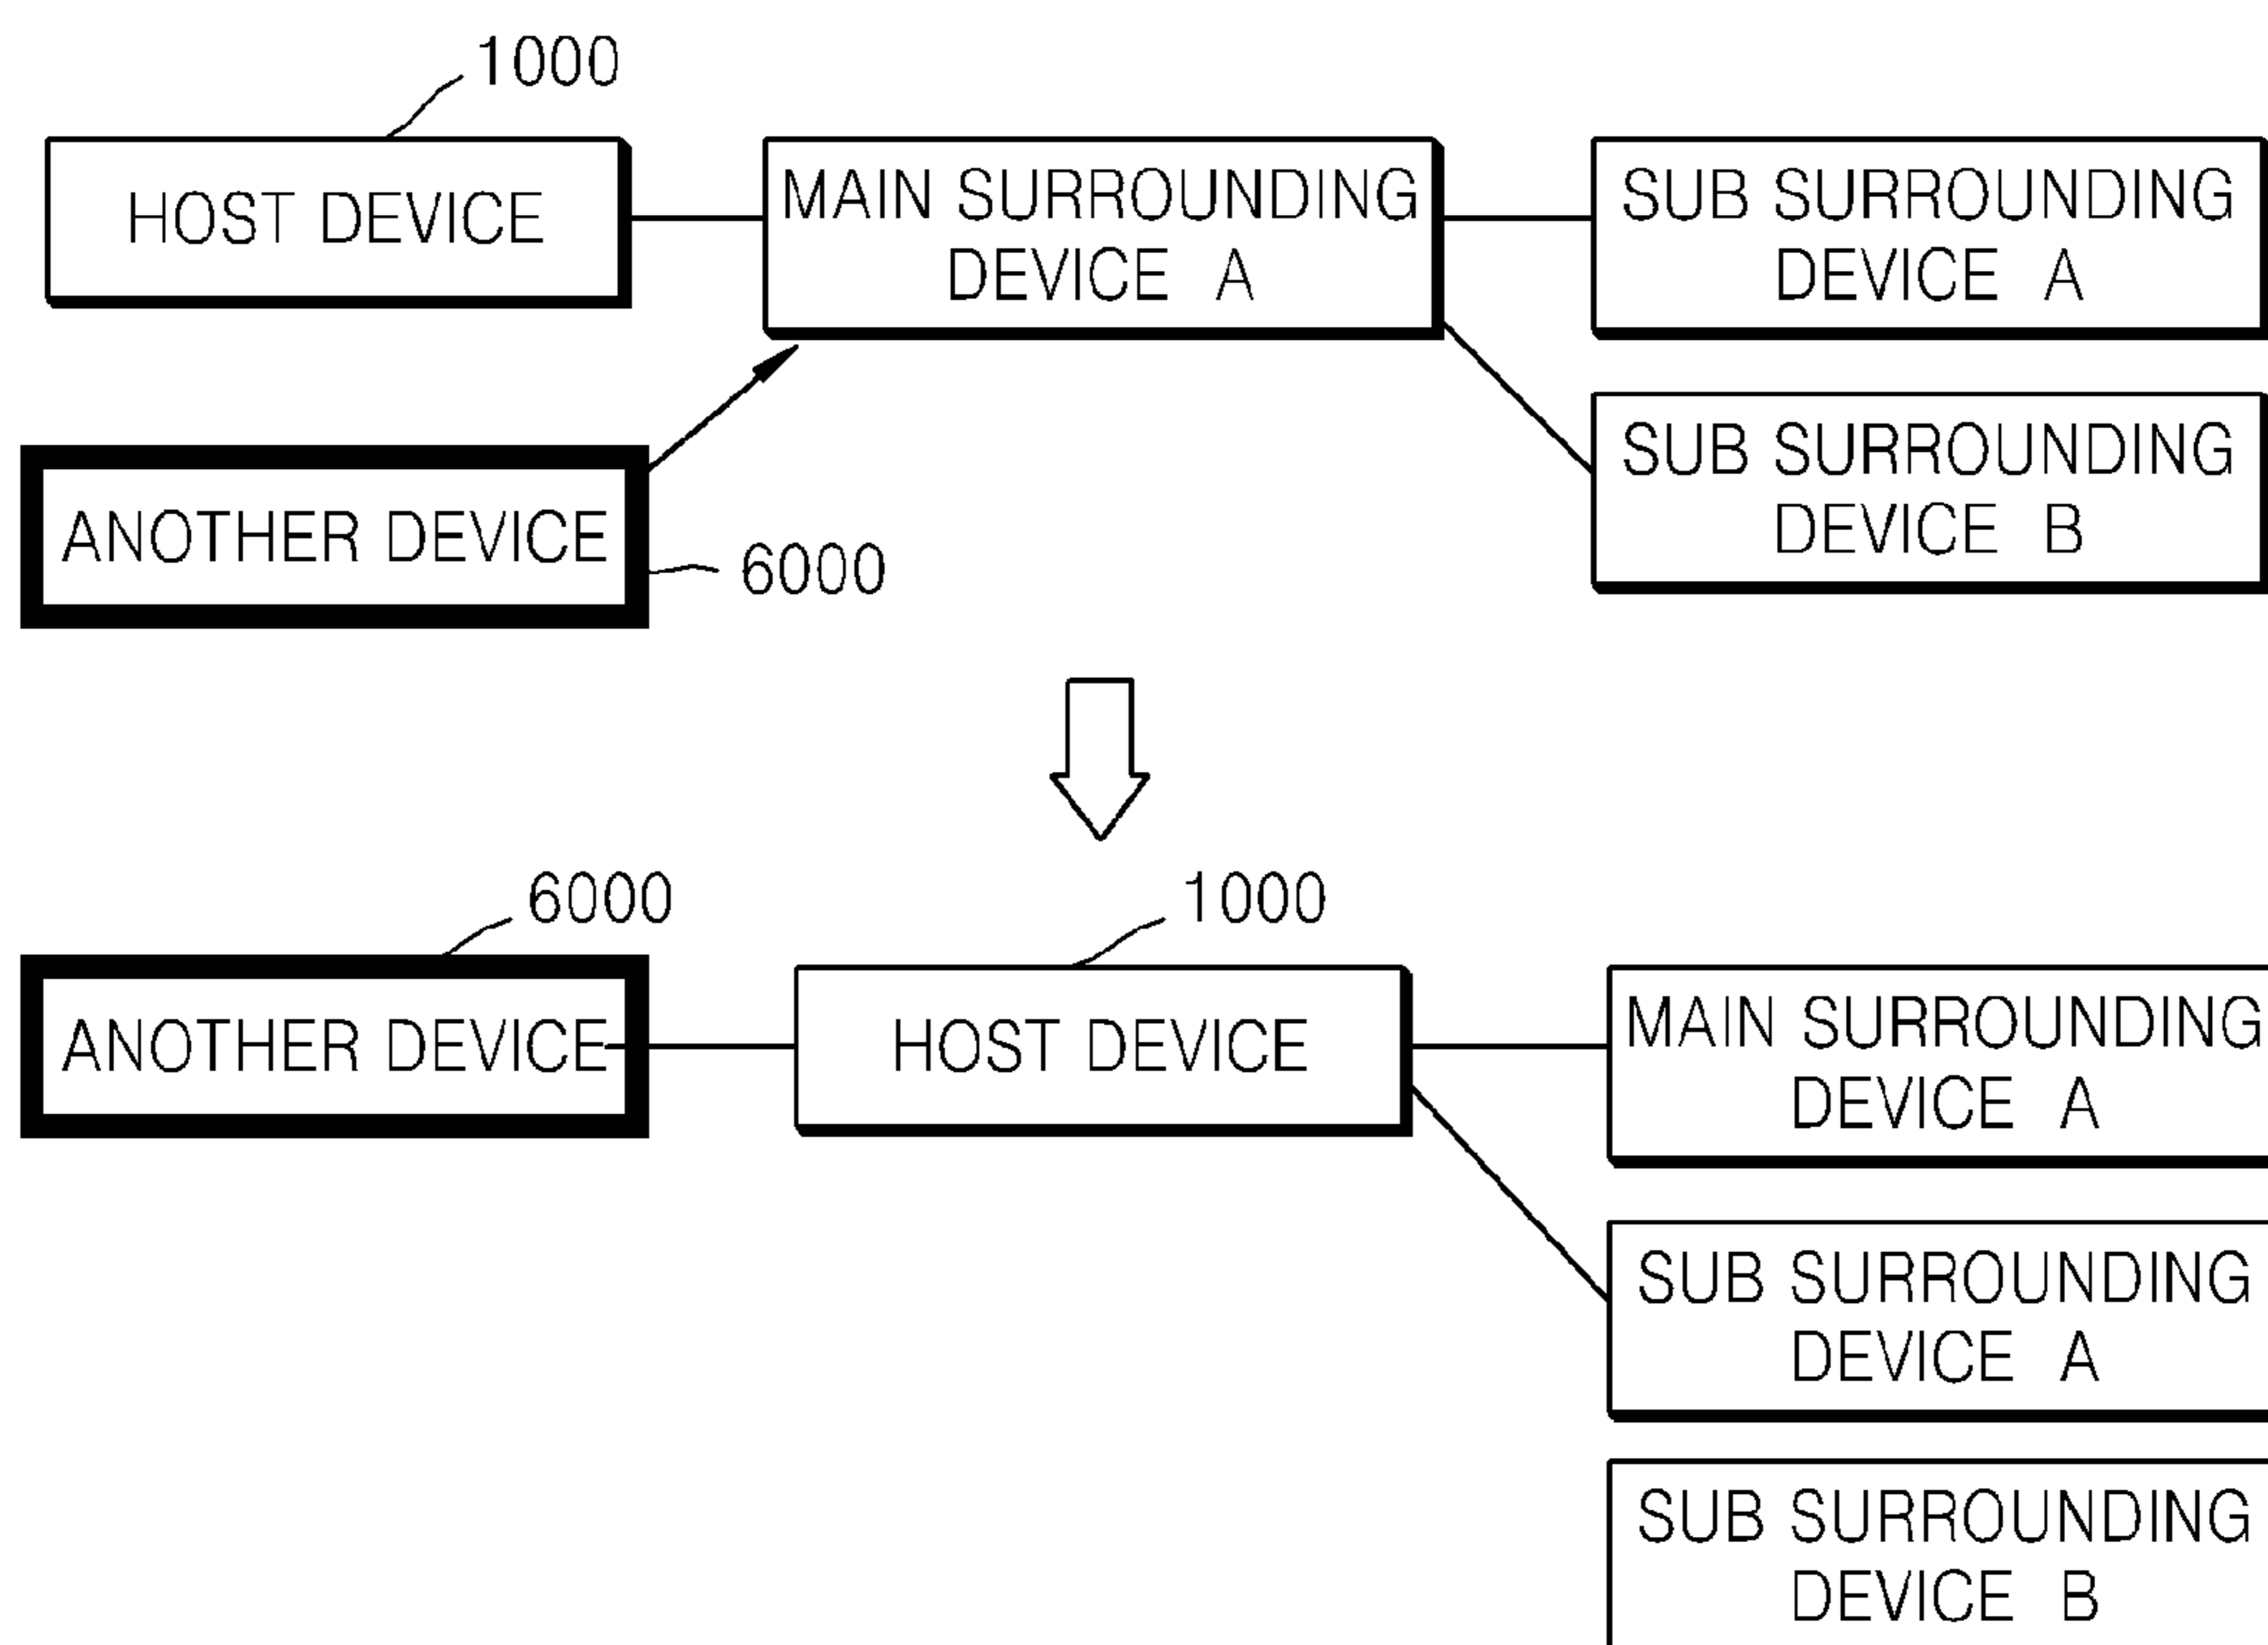 1000
HOST DEVICE
MAIN SURROUNDING
DEVICE A
SUB SURROUNDING
DEVICE A
SUB SURROUNDING
DEVICE B
ANOTHER DEVICE
6000
6000
1000
ANOTHER DEVICE
HOST DEVICE
MAIN SURROUNDING
DEVICE A
SUB SURROUNDING
DEVICE A
SUB SURROUNDING
DEVICE B